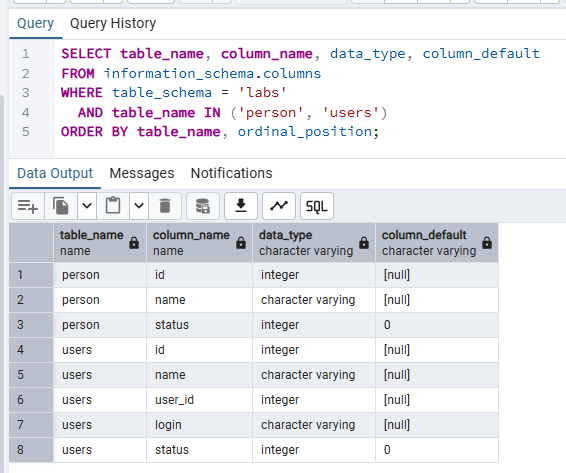 Query Query History
1 SELECT table_name, column_name, data_type, column_default
2 FROM information_schema.columns
3 WHERE table_schema = 'labs'
4 AND table_name IN ('person', 'users')
5 ORDER BY table_name, ordinal_position;
Data Output Messages Notifications
SQL
table_name column_name data_type column_default
name name character varying character varying
1 person id integer [null]
2 person name character varying [null]
3 person status integer 0
4 users id integer [null]
5 users name character varying [null]
6 users user_id integer [null]
7 users login character varying [null]
8 users status integer 0